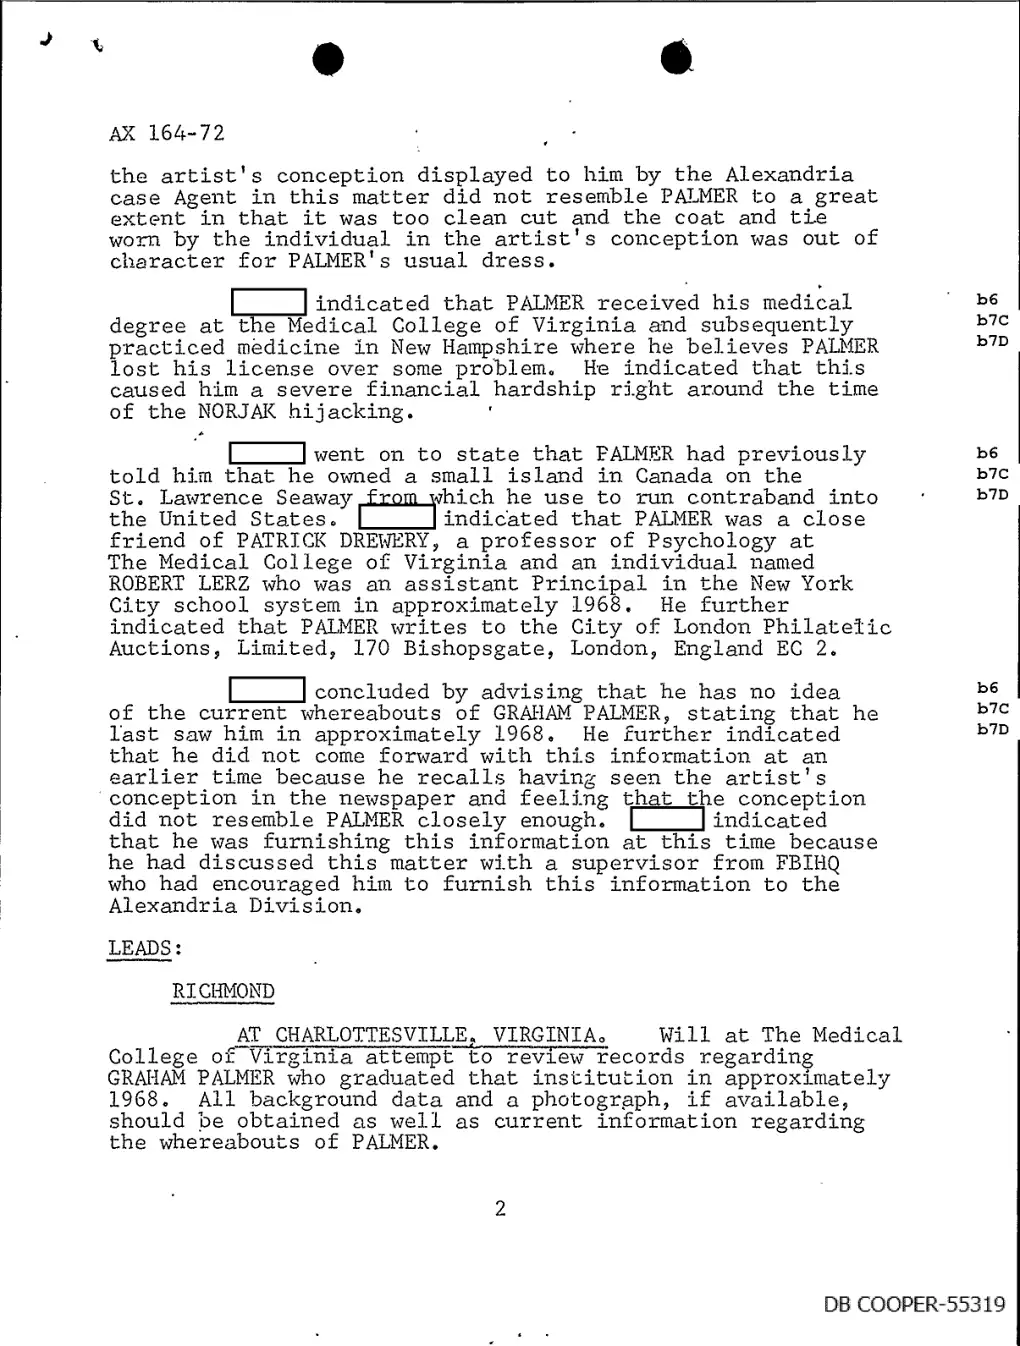 AX 164-72
the artist's conception displayed to him by the Alexandria
case Agent in this matter did not resemble PALMER to a great
extent in that it was too clean cut and the coat and tie
worn by the individual in the artist's conception was out of
character for PALMER's usual dress.
indicated that PALMER received his medical
b6
degree at the Medical College of Virginia and subsequently
b7C
practiced medicine in New Hampshire where he believes PALMER
b7D
lost his license over some problem. He indicated that this
caused him a severe financial hardship right around the time
of the NORJAK hijacking.
went on to state that PALMER had previously
b6
told him that he owned a small island in Canada on the
b7C
St. Lawrence Seaway from which he use to run contraband into
b7D
the United States. indicated that PALMER was a close
friend of PATRICK DREWERY, a professor of Psychology at
The Medical College of Virginia and an individual named
ROBERT LERZ who was an assistant Principal in the New York
City school system in approximately 1968. He further
indicated that PALMER writes to the City of London Philatelic
Auctions, Limited, 170 Bishopsgate, London, England EC 2.
concluded by advising that he has no idea
b6
of the current whereabouts of GRAHAM PALMER, stating that he
b7C
last saw him in approximately 1968. He further indicated
b7D
that he did not come forward with this information at an
earlier time because he recalls having seen the artist's
conception in the newspaper and feeling that the conception
did not resemble PALMER closely enough. indicated
that he was furnishing this information at this time because
he had discussed this matter with a supervisor from FBIHQ
who had encouraged him to furnish this information to the
Alexandria Division.
LEADS:
RICHMOND
AT CHARLOTTESVILLE, VIRGINIA. Will at The Medical
College of Virginia attempt to review records regarding
GRAHAM PALMER who graduated that institution in approximately
1968. All background data and a photograph, if available,
should be obtained as well as current information regarding
the whereabouts of PALMER.
2
DB COOPER-55319